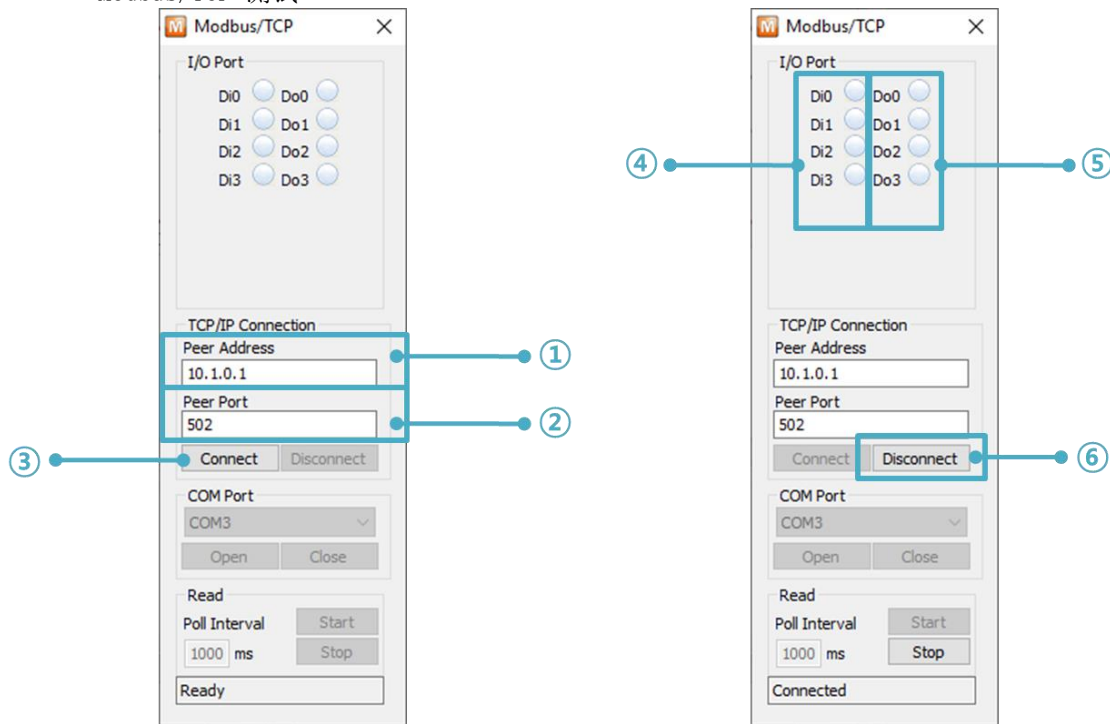 Modbus/TCP 测试
Modbus/TCP
I/O Port
Di0 Do0
Di1 Do1
Di2 Do2
Di3 Do3
TCP/IP Connection
Peer Address
10.1.0.1
①
Peer Port
502
②
③
Connect Disconnect
COM Port
COM3
Open Close
Read
Poll Interval Start
1000 ms Stop
Ready
Modbus/TCP
I/O Port
Di0 Do0
Di1 Do1
Di2 Do2
Di3 Do3
④
⑤
TCP/IP Connection
Peer Address
10.1.0.1
Peer Port
502
Connect Disconnect
⑥
COM Port
COM3
Open Close
Read
Poll Interval Start
1000 ms Stop
Connected